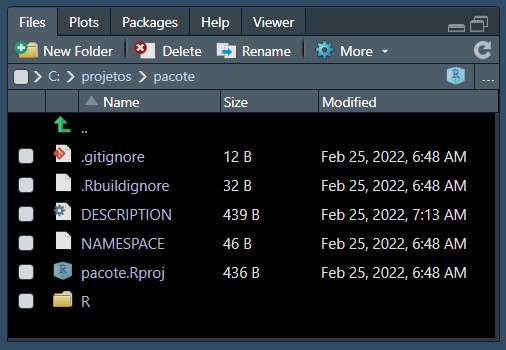 Files Plots Packages Help Viewer
New Folder Delete Rename More
C: projetos pacote R ...
Name Size Modified
..
.gitignore 12 B Feb 25, 2022, 6:48 AM
.Rbuildignore 32 B Feb 25, 2022, 6:48 AM
DESCRIPTION 439 B Feb 25, 2022, 7:13 AM
NAMESPACE 46 B Feb 25, 2022, 6:48 AM
R pacote.Rproj 436 B Feb 25, 2022, 6:48 AM
R